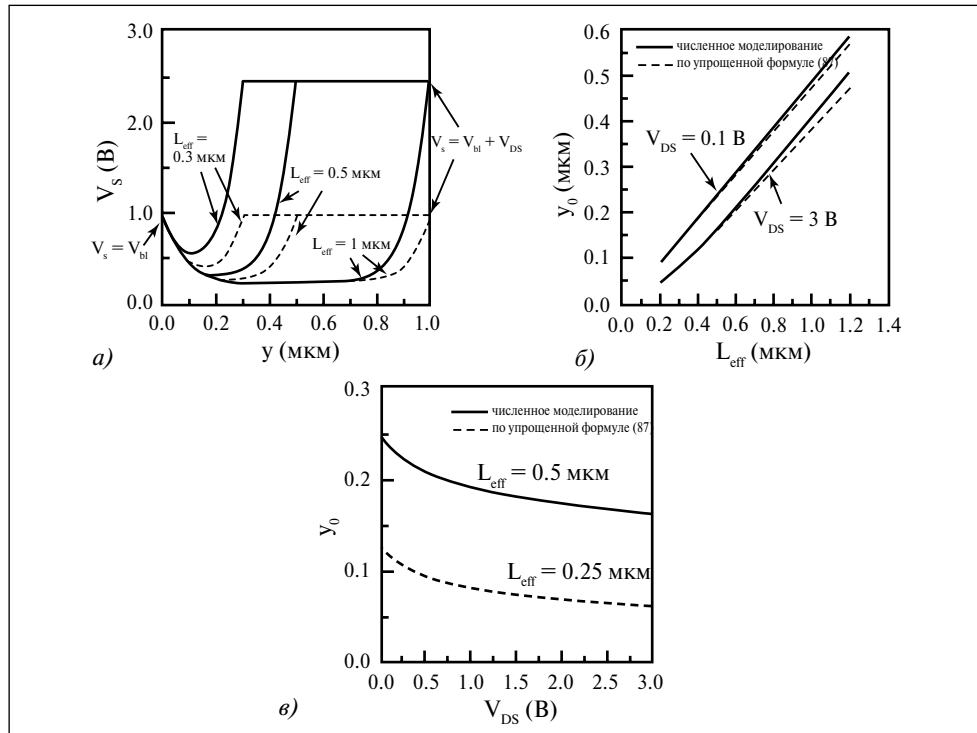 3.0
2.0
1.0
0.0
V_S (В)
L_eff =
0.3 мкм
L_eff = 0.5 мкм
L_eff = 1 мкм
V_s = V_bl
V_s = V_bl + V_DS
0.0 0.2 0.4 0.6 0.8 1.0
y (мкм)
а)
0.6
0.5
0.4
0.3
0.2
0.1
0.0
y_0 (мкм)
численное моделирование
по упрощенной формуле (87)
V_DS = 0.1 В
V_DS = 3 В
0.0 0.2 0.4 0.6 0.8 1.0 1.2 1.4
L_eff (мкм)
б)
0.3
0.2
0.1
0.0
y_0
численное моделирование
по упрощенной формуле (87)
L_eff = 0.5 мкм
L_eff = 0.25 мкм
0.0 0.5 1.0 1.5 2.0 2.5 3.0
V_DS (В)
в)